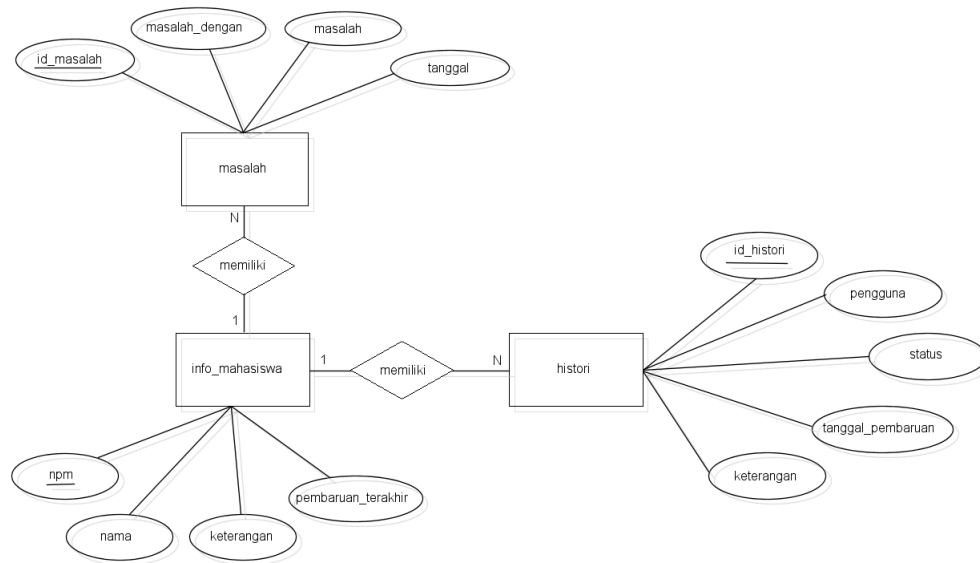 masalah_dengan
masalah
id_masalah
tanggal
masalah
N
memiliki
1
info_mahasiswa
1
memiliki
N
histori
id_histori
pengguna
status
tanggal_pembaruan
keterangan
npm
nama
keterangan
pembaruan_terakhir